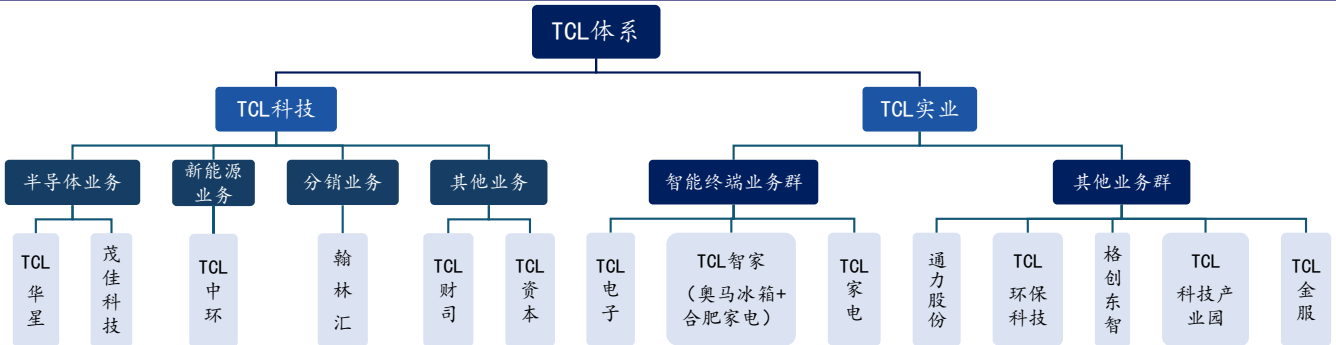 TCL体系
TCL科技
TCL实业
半导体业务
新能源
业务
分销业务
其他业务
智能终端业务群
其他业务群
TCL
华星
茂佳科技
TCL
中环
翰林汇
TCL
财司
TCL
资本
TCL
电子
TCL智家
（奥马冰箱+
合肥家电）
TCL
家电
通力股份
TCL
环保
科技
格创东智
TCL
科技产
业园
TCL
金服